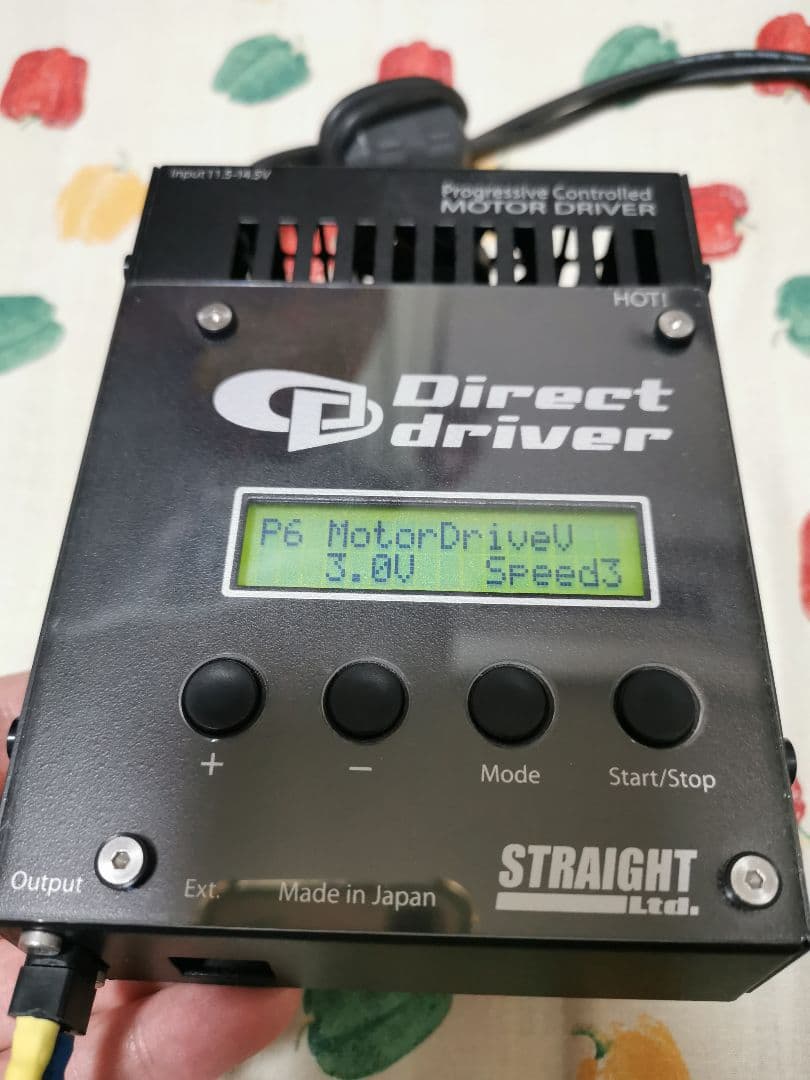 Input 11.5-14.5V
Progressive Controlled
MOTOR DRIVER
HOT!
Direct
driver
P6 MotorDriveV
3.0V Speed3
+
−
Mode
Start/Stop
Output
Ext.
Made in Japan
STRAIGHT
Ltd.